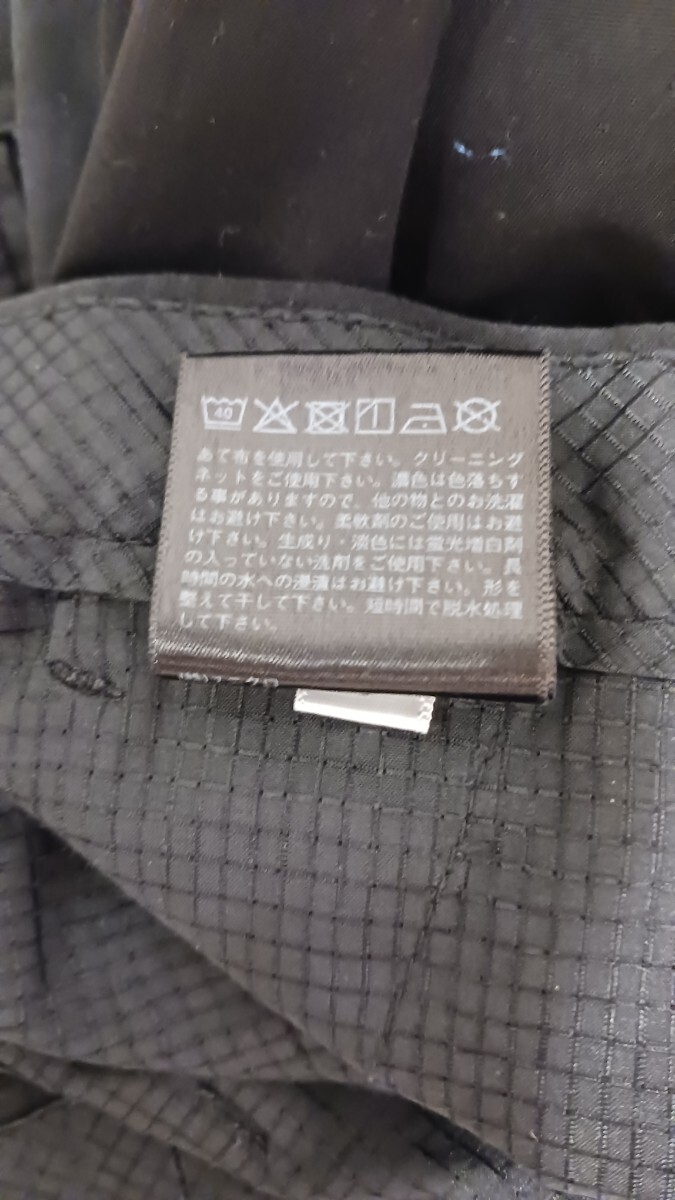 40
あて布を使用して下さい。クリーニング
ネットをご使用下さい。濃色は色落ちす
る事がありますので、他の物とのお洗濯
はお避け下さい。柔軟剤のご使用はお避
け下さい。生成り・淡色には蛍光増白剤
の入っていない洗剤をご使用下さい。長
時間の水への浸漬はお避け下さい。形を
整えて干して下さい。短時間で脱水処理
して下さい。